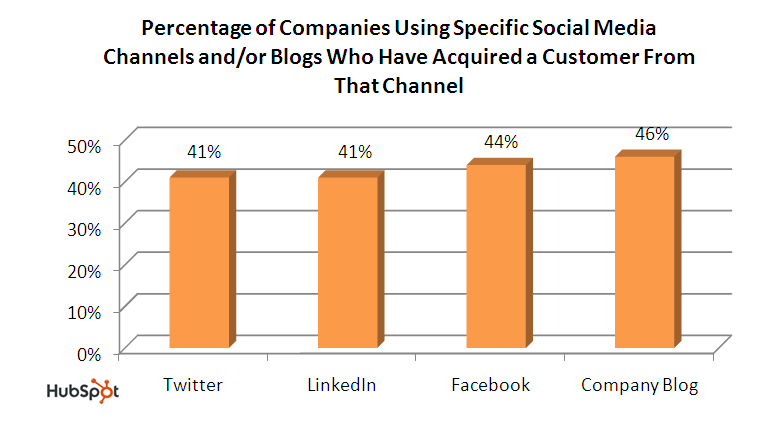 Percentage of Companies Using Specific Social Media
Channels and/or Blogs Who Have Acquired a Customer From
That Channel
50%
40%
30%
20%
10%
0%
41%
41%
44%
46%
Twitter
LinkedIn
Facebook
Company Blog
HubSpot